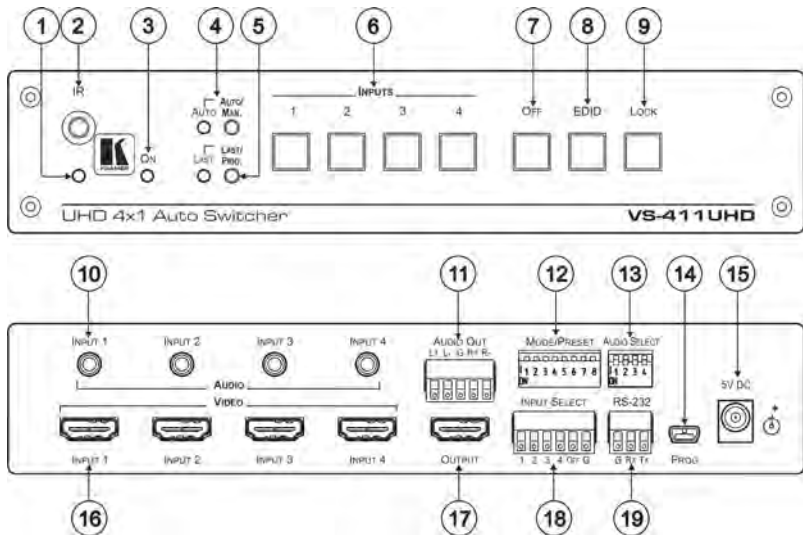 1 2 3 4 5 6 7 8 9
IR
INPUTS
AUTO AUTO/MAN.
1 2 3 4
OFF EDID LOCK
KRAMER
ON
LAST LAST/PROG.
UHD 4x1 Auto Switcher
VS-411UHD
10 11 12 13 14 15
INPUT 1 INPUT 2 INPUT 3 INPUT 4
AUDIO OUT
L+ L- G R+ R-
MODE/PRESET
1 2 3 4 5 6 7 8
ON
AUDIO SELECT
1 2 3 4
ON
5V DC
+
AUDIO
VIDEO
INPUT SELECT
RS-232
INPUT 1 INPUT 2 INPUT 3 INPUT 4
OUTPUT
1 2 3 4 OFF G
G Rx Tx
PROG
16 17 18 19